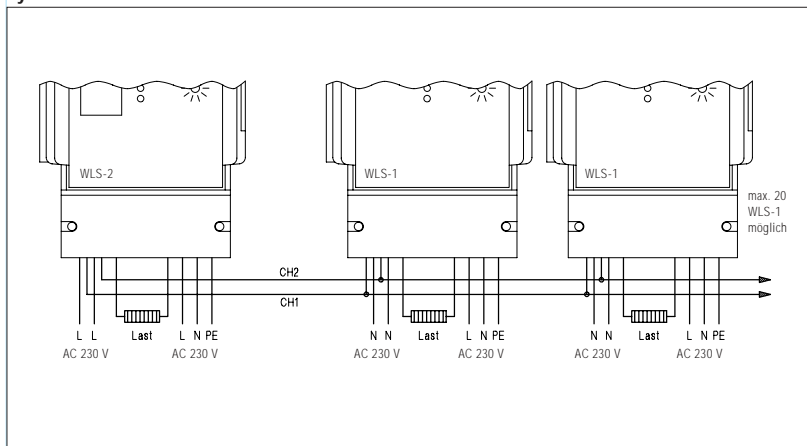 WLS-2
WLS-1
WLS-1
max. 20
WLS-1
möglich
CH2
CH1
L L Last L N PE
AC 230 V AC 230 V
N N Last L N PE
AC 230 V AC 230 V
N N Last L N PE
AC 230 V AC 230 V